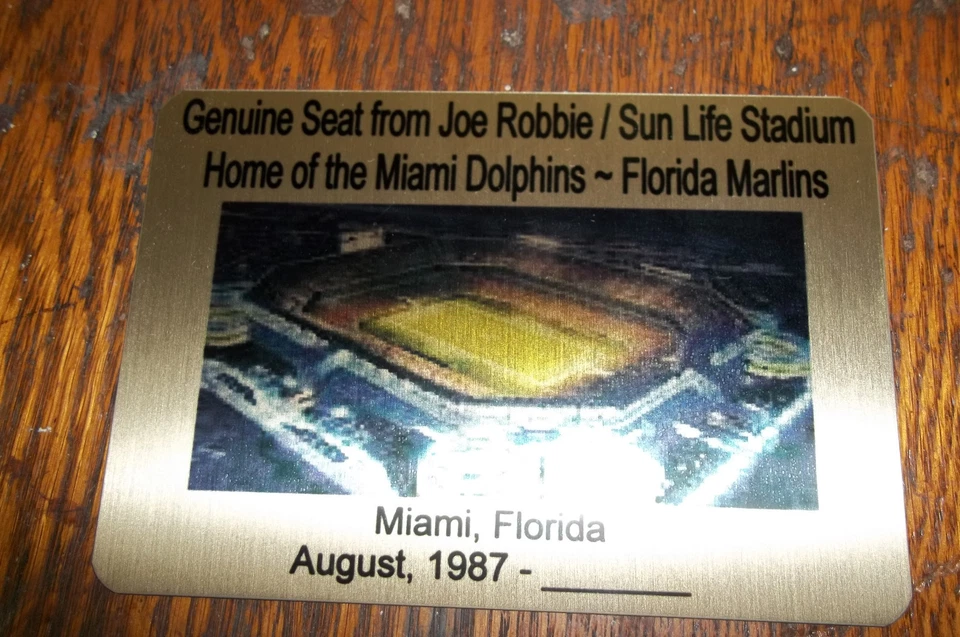 Genuine Seat from Joe Robbie / Sun Life Stadium
Home of the Miami Dolphins ~ Florida Marlins
Miami, Florida
August, 1987 - ________